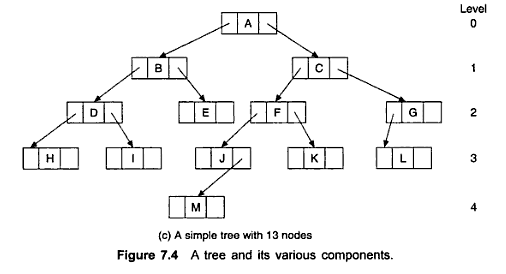 Level
A 0
B C 1
D E F G 2
H I J K L 3
M 4
(c) A simple tree with 13 nodes
Figure 7.4 A tree and its various components.